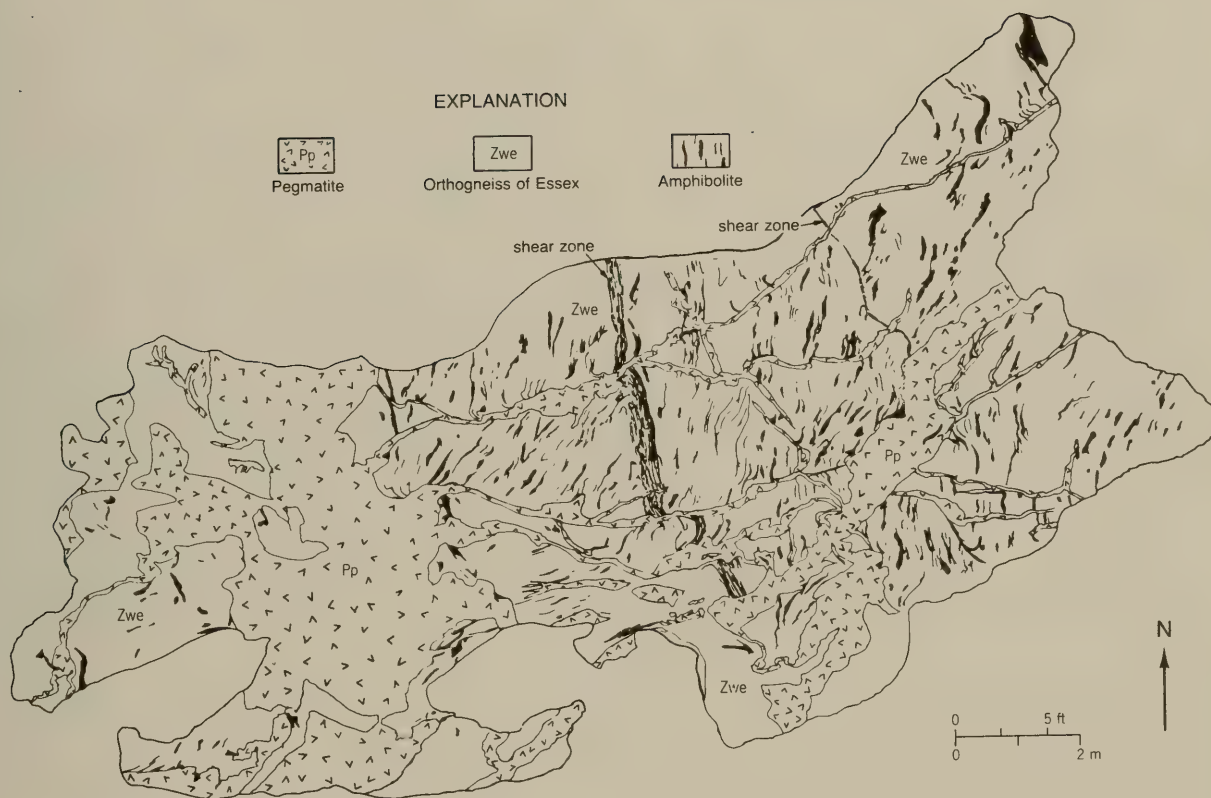 EXPLANATION
Pp
Pegmatite
Zwe
Orthogneiss of Essex
Amphibolite
Zwe
shear zone
shear zone
Zwe
Pp
Pp
Zwe
Zwe
N
0 5 ft
0 2 m